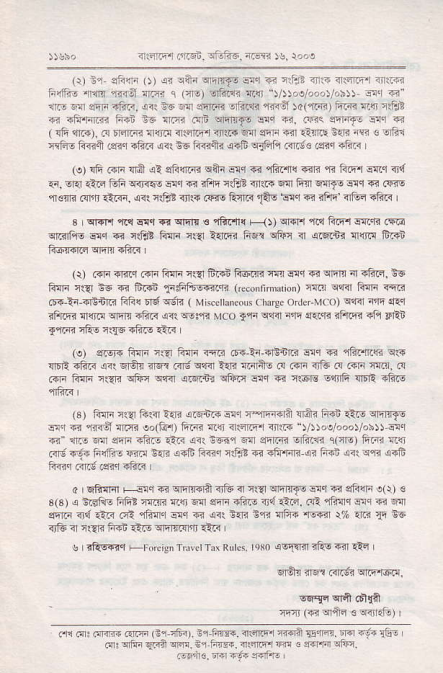 ১১৬৯০ বাংলাদেশ গেজেট, অতিরিক্ত, নভেম্বর ১৬, ২০০৩
(২) উপ- প্রবিধান (১) এর অধীন আদায়কৃত ভ্রমণ কর সংশ্লিষ্ট ব্যাংক বাংলাদেশ ব্যাংকের
নির্ধারিত শাখায় পরবর্তী মাসের ৭ (সাত) তারিখের মধ্যে “১/১১০৩/০০০১/০৯১১- ভ্রমণ কর”
খাতে জমা প্রদান করিবে, এবং উক্ত জমা প্রদানের তারিখের পরবর্তী ১৫(পনের) দিনের মধ্যে সংশ্লিষ্ট
কর কমিশনারের নিকট উক্ত মাসের মোট আদায়কৃত ভ্রমণ কর, ফেরৎ প্রদানকৃত ভ্রমণ কর
( যদি থাকে), যে চালানের মাধ্যমে বাংলাদেশ ব্যাংকে জমা প্রদান করা হইয়াছে উহার নম্বর ও তারিখ
সম্বলিত বিবরণী প্রেরণ করিবে এবং উক্ত বিবরণীর একটি অনুলিপি বোর্ডেও প্রেরণ করিবে।
(৩) যদি কোন যাত্রী এই প্রবিধানের অধীন ভ্রমণ কর পরিশোধ করার পর বিদেশ ভ্রমণে ব্যর্থ
হন, তাহা হইলে তিনি অব্যবহৃত ভ্রমণ কর রশিদ সংশ্লিষ্ট ব্যাংকে জমা দিয়া জমাকৃত ভ্রমণ কর ফেরত
পাওয়ার যোগ্য হইবেন, এবং সংশ্লিষ্ট ব্যাংক ফেরত হিসাবে গৃহীত ‘ভ্রমণ কর রশিদ’ বাতিল করিবে।
৪। আকাশ পথে ভ্রমণ কর আদায় ও পরিশোধ।—(১) আকাশ পথে বিদেশ ভ্রমণের ক্ষেত্রে
আরোপিত ভ্রমণ কর সংশ্লিষ্ট বিমান সংস্থা ইহাদের নিজস্ব অফিস বা এজেন্টের মাধ্যমে টিকেট
বিক্রয়কালে আদায় করিবে।
(২) কোন কারণে কোন বিমান সংস্থা টিকেট বিক্রয়ের সময় ভ্রমণ কর আদায় না করিলে, উক্ত
বিমান সংস্থা উক্ত কর টিকেট পুনঃনিশ্চিতকরণের (reconfirmation) সময়ে অথবা বিমান বন্দরে
চেক-ইন-কাউন্টারে বিবিধ চার্জ অর্ডার ( Miscellaneous Charge Order-MCO) অথবা নগদ গ্রহণ
রশিদের মাধ্যমে আদায় করিবে এবং অতঃপর MCO কুপন অথবা নগদ গ্রহণের রশিদের কপি ফ্লাইট
কুপনের সহিত সংযুক্ত করিতে হইবে।
(৩) প্রত্যেক বিমান সংস্থা বিমান বন্দরে চেক-ইন-কাউন্টারে ভ্রমণ কর পরিশোধের অংক
যাচাই করিবে এবং জাতীয় রাজস্ব বোর্ড অথবা ইহার মনোনীত যে কোন ব্যক্তি যে কোন সময়ে, যে
কোন বিমান সংস্থার অফিস অথবা এজেন্টের অফিসে ভ্রমণ কর সংক্রান্ত তথ্যাদি যাচাই করিতে
পারিবে।
(৪) বিমান সংস্থা কিংবা ইহার এজেন্টকে ভ্রমণ সম্পাদনকারী যাত্রীর নিকট হইতে আদায়কৃত
ভ্রমণ কর পরবর্তী মাসের ৩০(ত্রিশ) দিনের মধ্যে বাংলাদেশ ব্যাংকে “১/১১০৩/০০০১/০৯১১-ভ্রমণ
কর” খাতে জমা প্রদান করিতে হইবে এবং উক্তরূপ জমা প্রদানের তারিখের ৭(সাত) দিনের মধ্যে
বোর্ড কর্তৃক নির্ধারিত ফরমে উহার একটি বিবরণ সংশ্লিষ্ট কর কমিশনার-এর নিকট এবং অপর একটি
বিবরণ বোর্ডে প্রেরণ করিবে।
৫। জরিমানা।—ভ্রমণ কর আদায়কারী ব্যক্তি বা সংস্থা আদায়কৃত ভ্রমণ কর প্রবিধান ৩(২) ও
৪(৪) এ উল্লেখিত নির্দিষ্ট সময়ের মধ্যে জমা প্রদান করিতে ব্যর্থ হইলে, যেই পরিমাণ ভ্রমণ কর জমা
প্রদানে ব্যর্থ হইবে সেই পরিমাণ ভ্রমণ কর এবং উহার উপর মাসিক শতকরা ২% হারে সুদ উক্ত
ব্যক্তি বা সংস্থার নিকট হইতে আদায়যোগ্য হইবে।
৬। রহিতকরণ।—Foreign Travel Tax Rules, 1980 এতদ্দ্বারা রহিত করা হইল।
জাতীয় রাজস্ব বোর্ডের আদেশক্রমে,
তজম্মুল আলী চৌধুরী
সদস্য (কর আপীল ও অব্যাহতি)।
শেখ মোঃ মোবারক হোসেন (উপ-সচিব), উপ-নিয়ন্ত্রক, বাংলাদেশ সরকারী মুদ্রণালয়, ঢাকা কর্তৃক মুদ্রিত।
মোঃ আমিন জুবেরী আলম, উপ-নিয়ন্ত্রক, বাংলাদেশ ফরম ও প্রকাশনা অফিস,
তেজগাঁও, ঢাকা কর্তৃক প্রকাশিত।